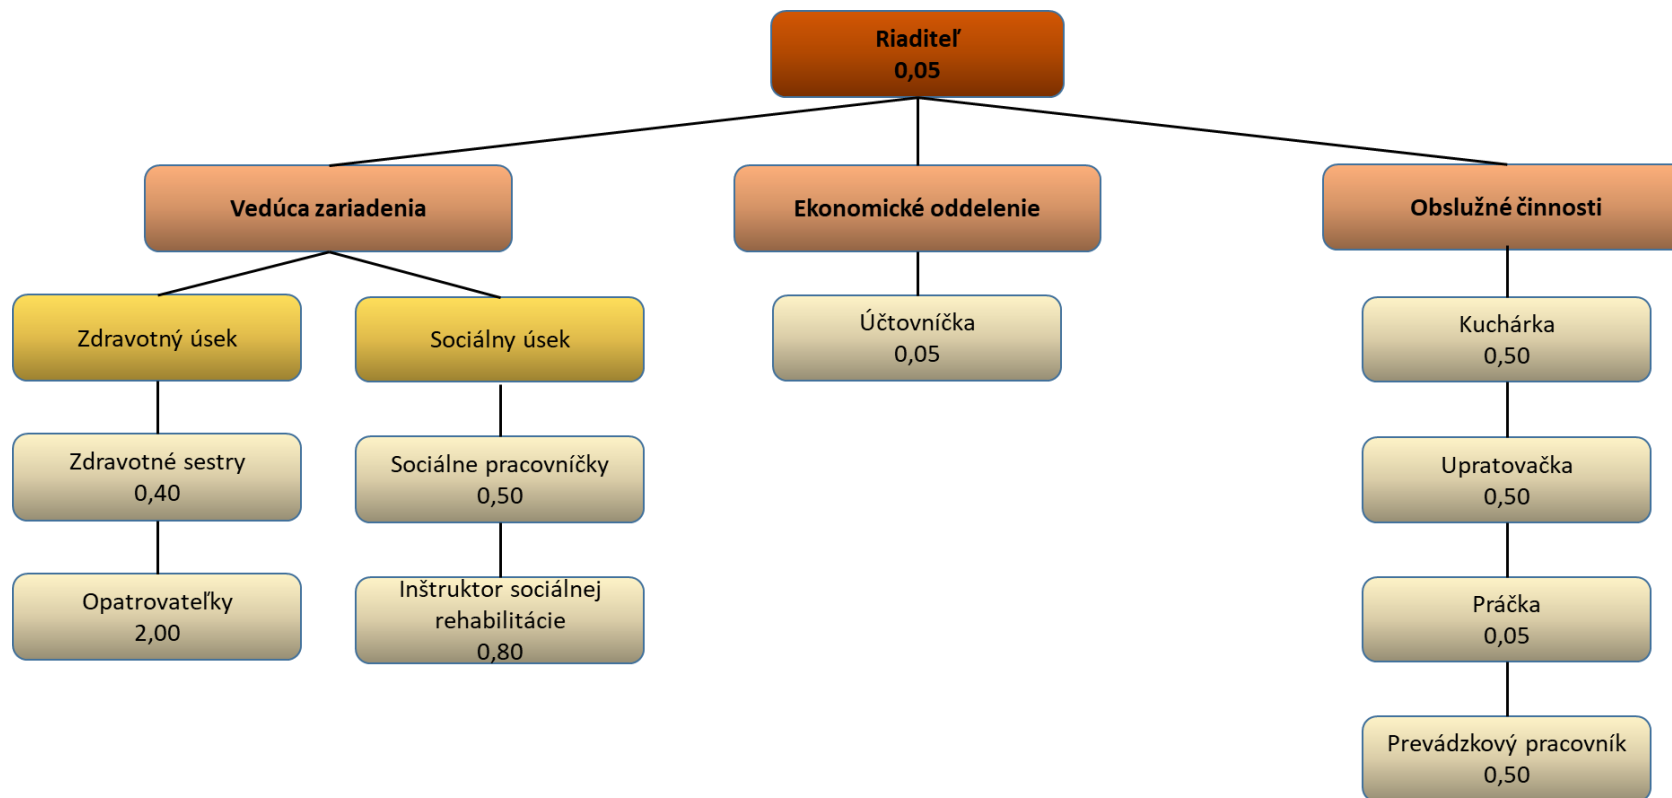 Riaditeľ
0,05
Vedúca zariadenia
Ekonomické oddelenie
Obslužné činnosti
Zdravotný úsek
Sociálny úsek
Účtovníčka
0,05
Kuchárka
0,50
Zdravotné sestry
0,40
Sociálne pracovníčky
0,50
Upratovačka
0,50
Opatrovateľky
2,00
Inštruktor sociálnej
rehabilitácie
0,80
Práčka
0,05
Prevádzkový pracovník
0,50